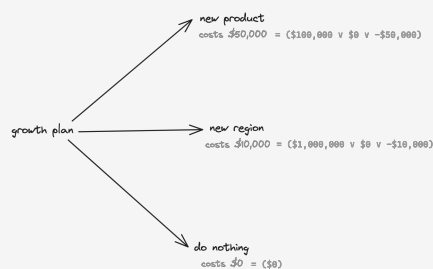 new product
costs $50,000 = ($100,000 v $0 v -$50,000)
growth plan
new region
costs $10,000 = ($1,000,000 v $0 v -$10,000)
do nothing
costs $0 = ($0)